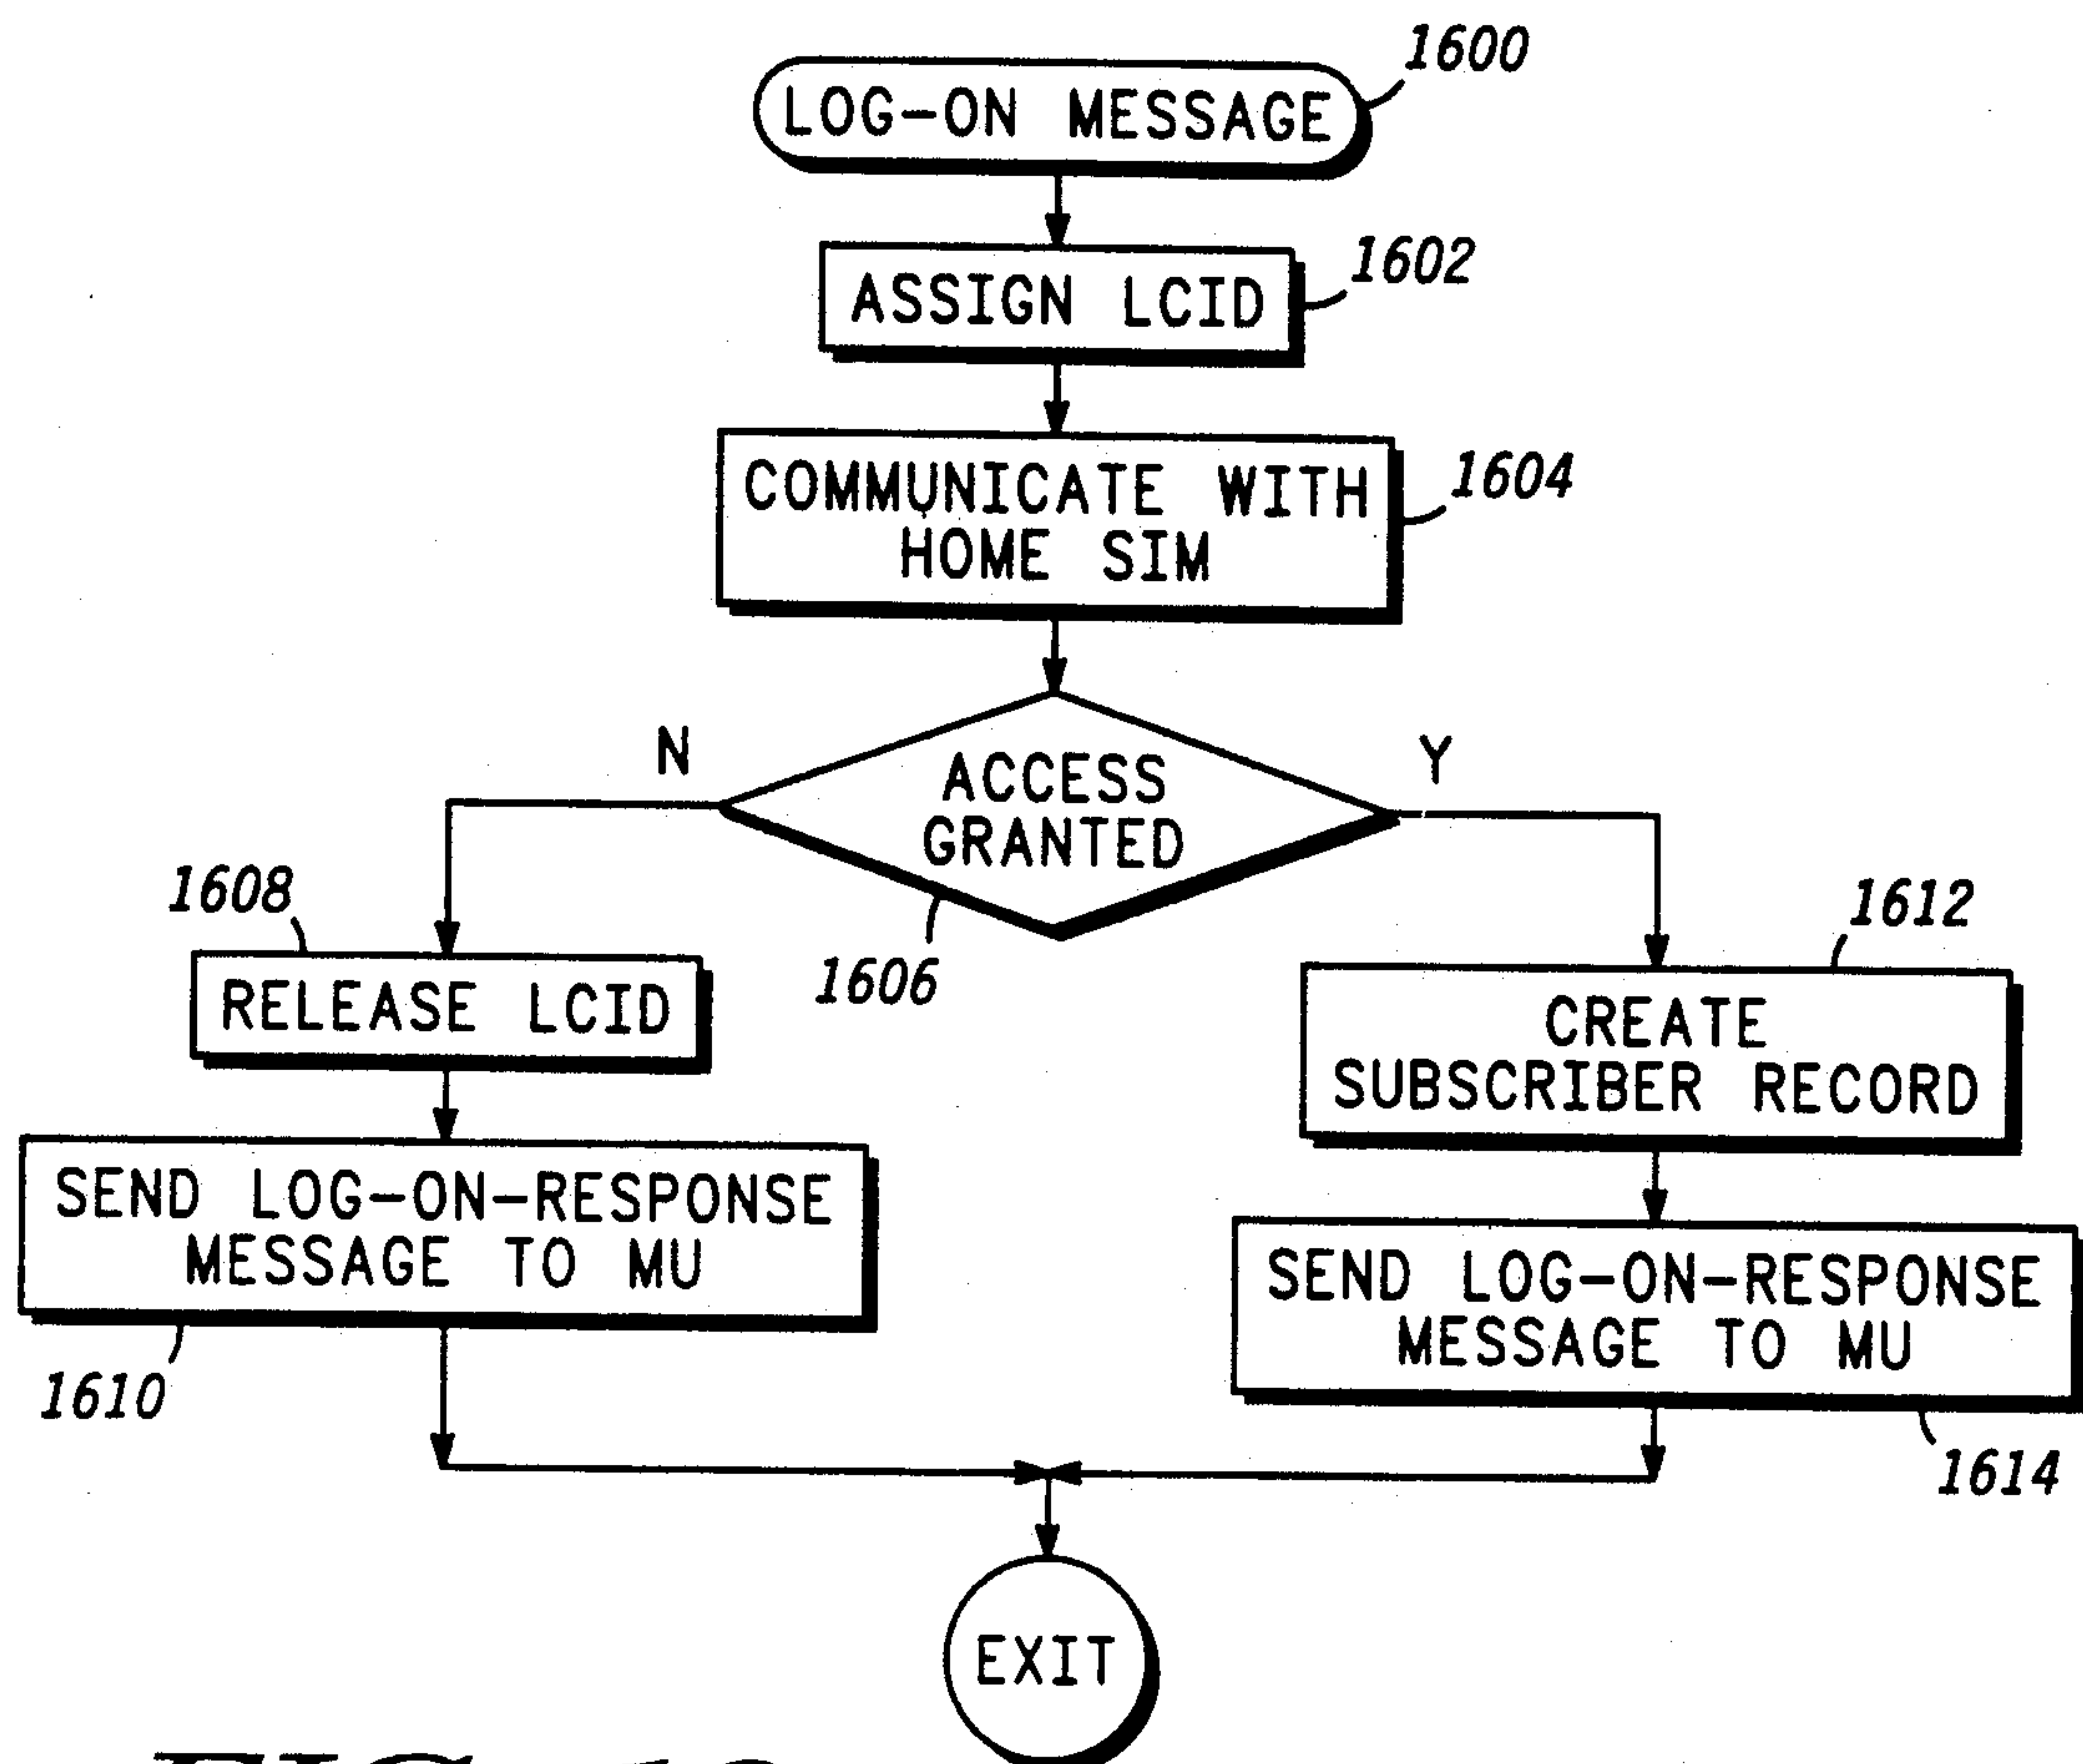 1600
LOG-ON MESSAGE
1602
ASSIGN LCID
1604
COMMUNICATE WITH
HOME SIM
N
Y
ACCESS
GRANTED
1606
1608
RELEASE LCID
1612
CREATE
SUBSCRIBER RECORD
SEND LOG-ON-RESPONSE
MESSAGE TO MU
1610
SEND LOG-ON-RESPONSE
MESSAGE TO MU
1614
EXIT